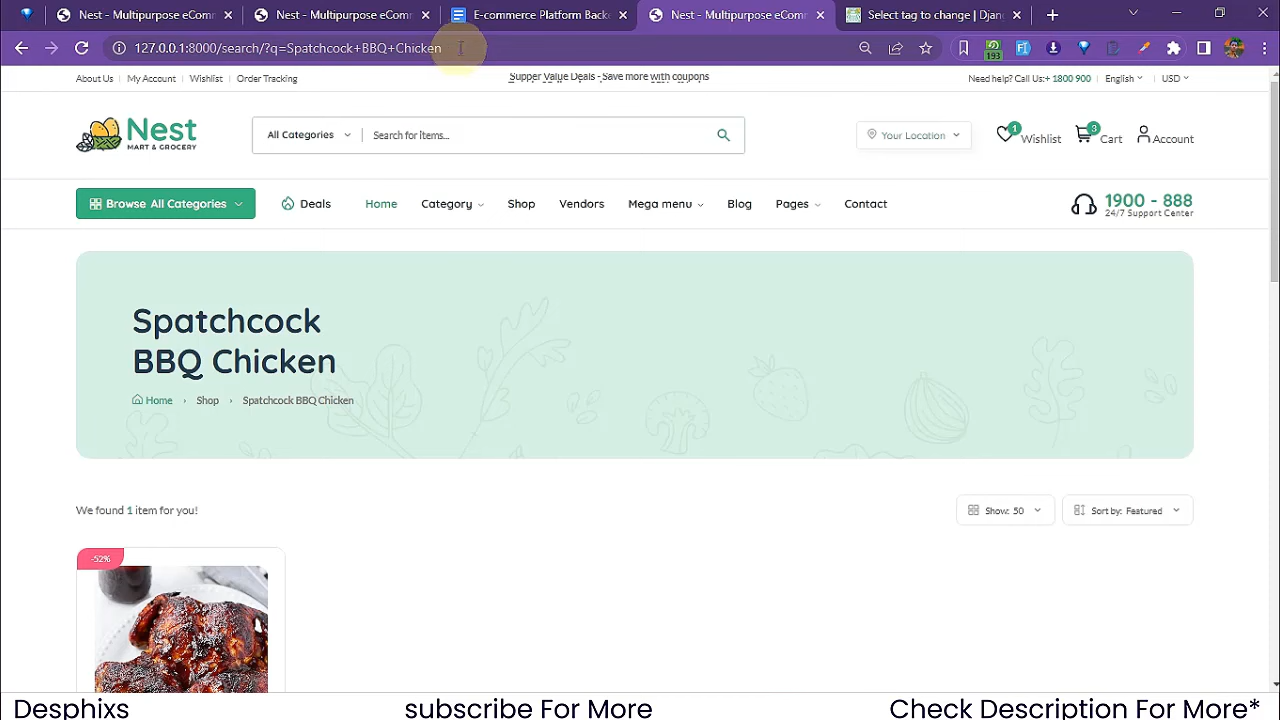 Nest - Multipurpose eComm
Nest - Multipurpose eComm
E-commerce Platform Back
Nest - Multipurpose eComm
Select tag to change | Djan
127.0.0.1:8000/search/?q=Spatchcock+BBQ+Chicken
193
About Us My Account Wishlist Order Tracking
Supper Value Deals - Save more with coupons
Need help? Call Us:+ 1800 900 English USD
Nest
MART & GROCERY
All Categories
Search for items...
Your Location
1
Wishlist
3
Cart
Account
Browse All Categories
Deals
Home
Category
Shop
Vendors
Mega menu
Blog
Pages
Contact
1900 - 888
24/7 Support Center
Spatchcock
BBQ Chicken
Home › Shop › Spatchcock BBQ Chicken
We found 1 item for you!
Show: 50
Sort by: Featured
-52%
Desphixs
subscribe For More
Check Description For More*